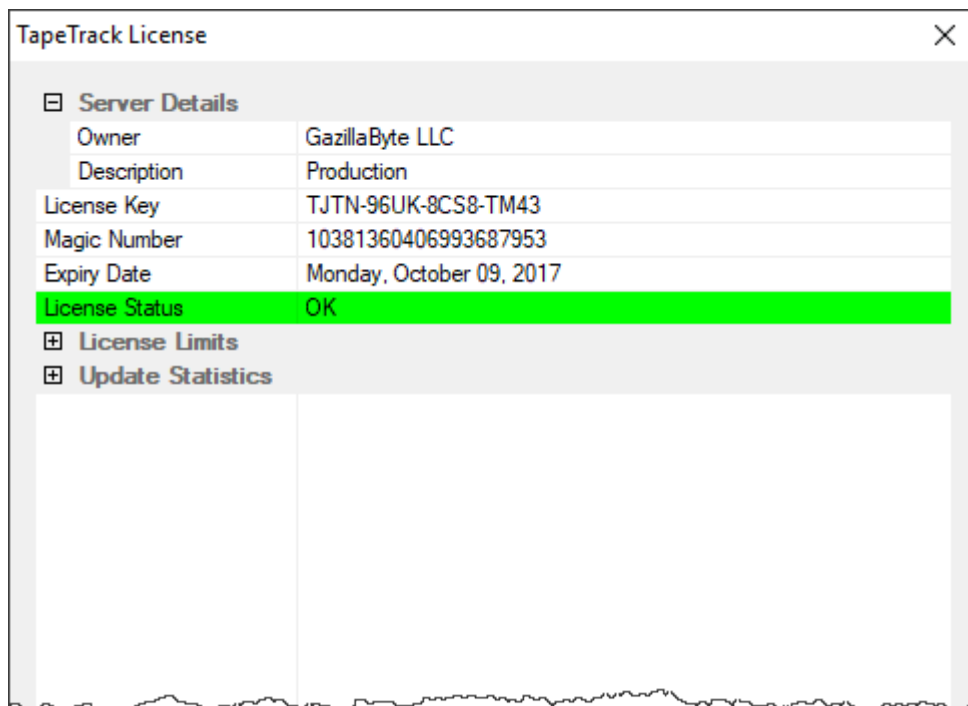 TapeTrack License
Server Details
Owner GazillaByte LLC
Description Production
License Key TJTN-96UK-8CS8-TM43
Magic Number 10381360406993687953
Expiry Date Monday, October 09, 2017
License Status OK
License Limits
Update Statistics